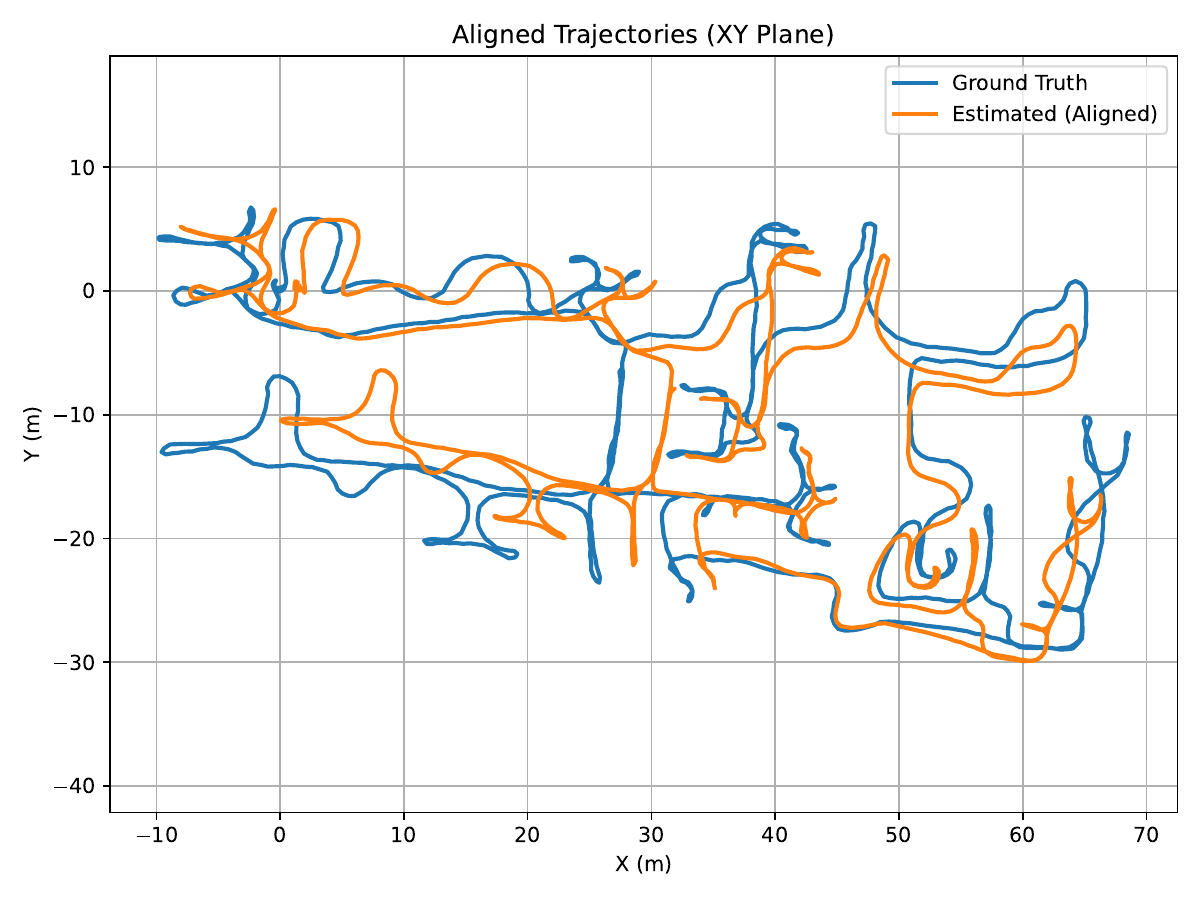 Aligned Trajectories (XY Plane)
Ground Truth
Estimated (Aligned)
10
0
−10
−20
−30
−40
Y (m)
−10 0 10 20 30 40 50 60 70
X (m)